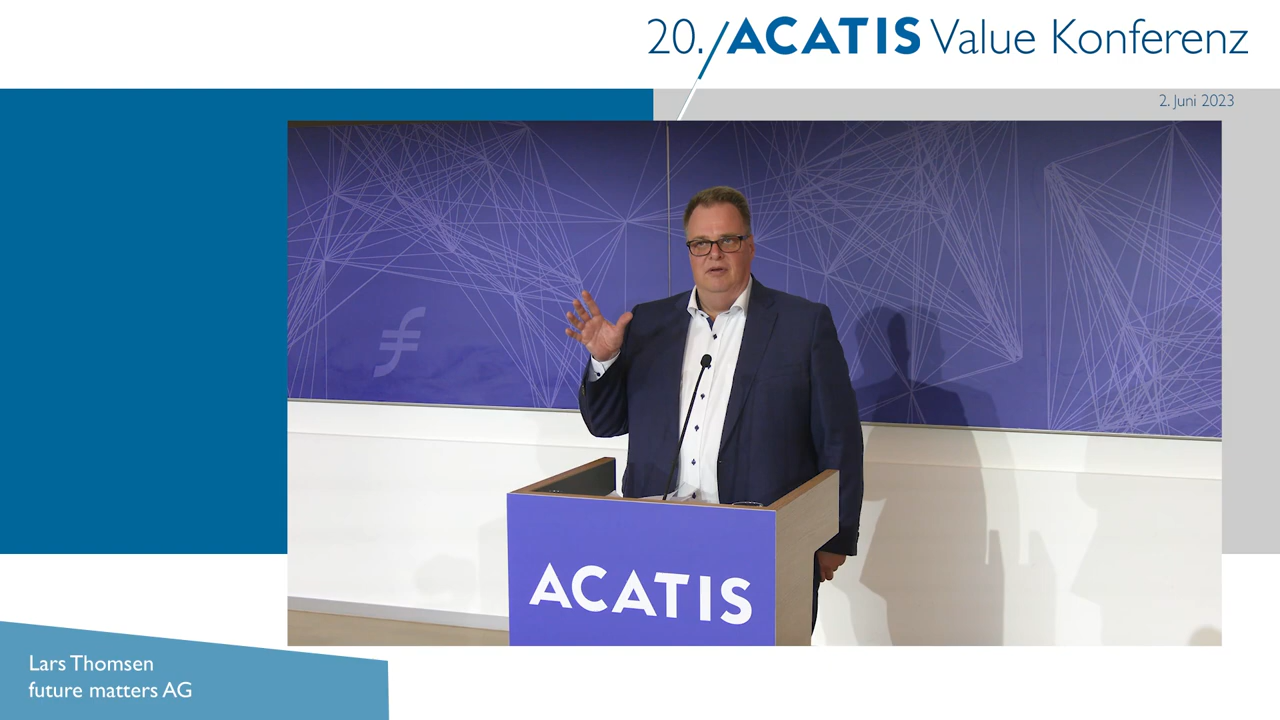 20. ACATIS Value Konferenz
2. Juni 2023
ACATIS
Lars Thomsen
future matters AG